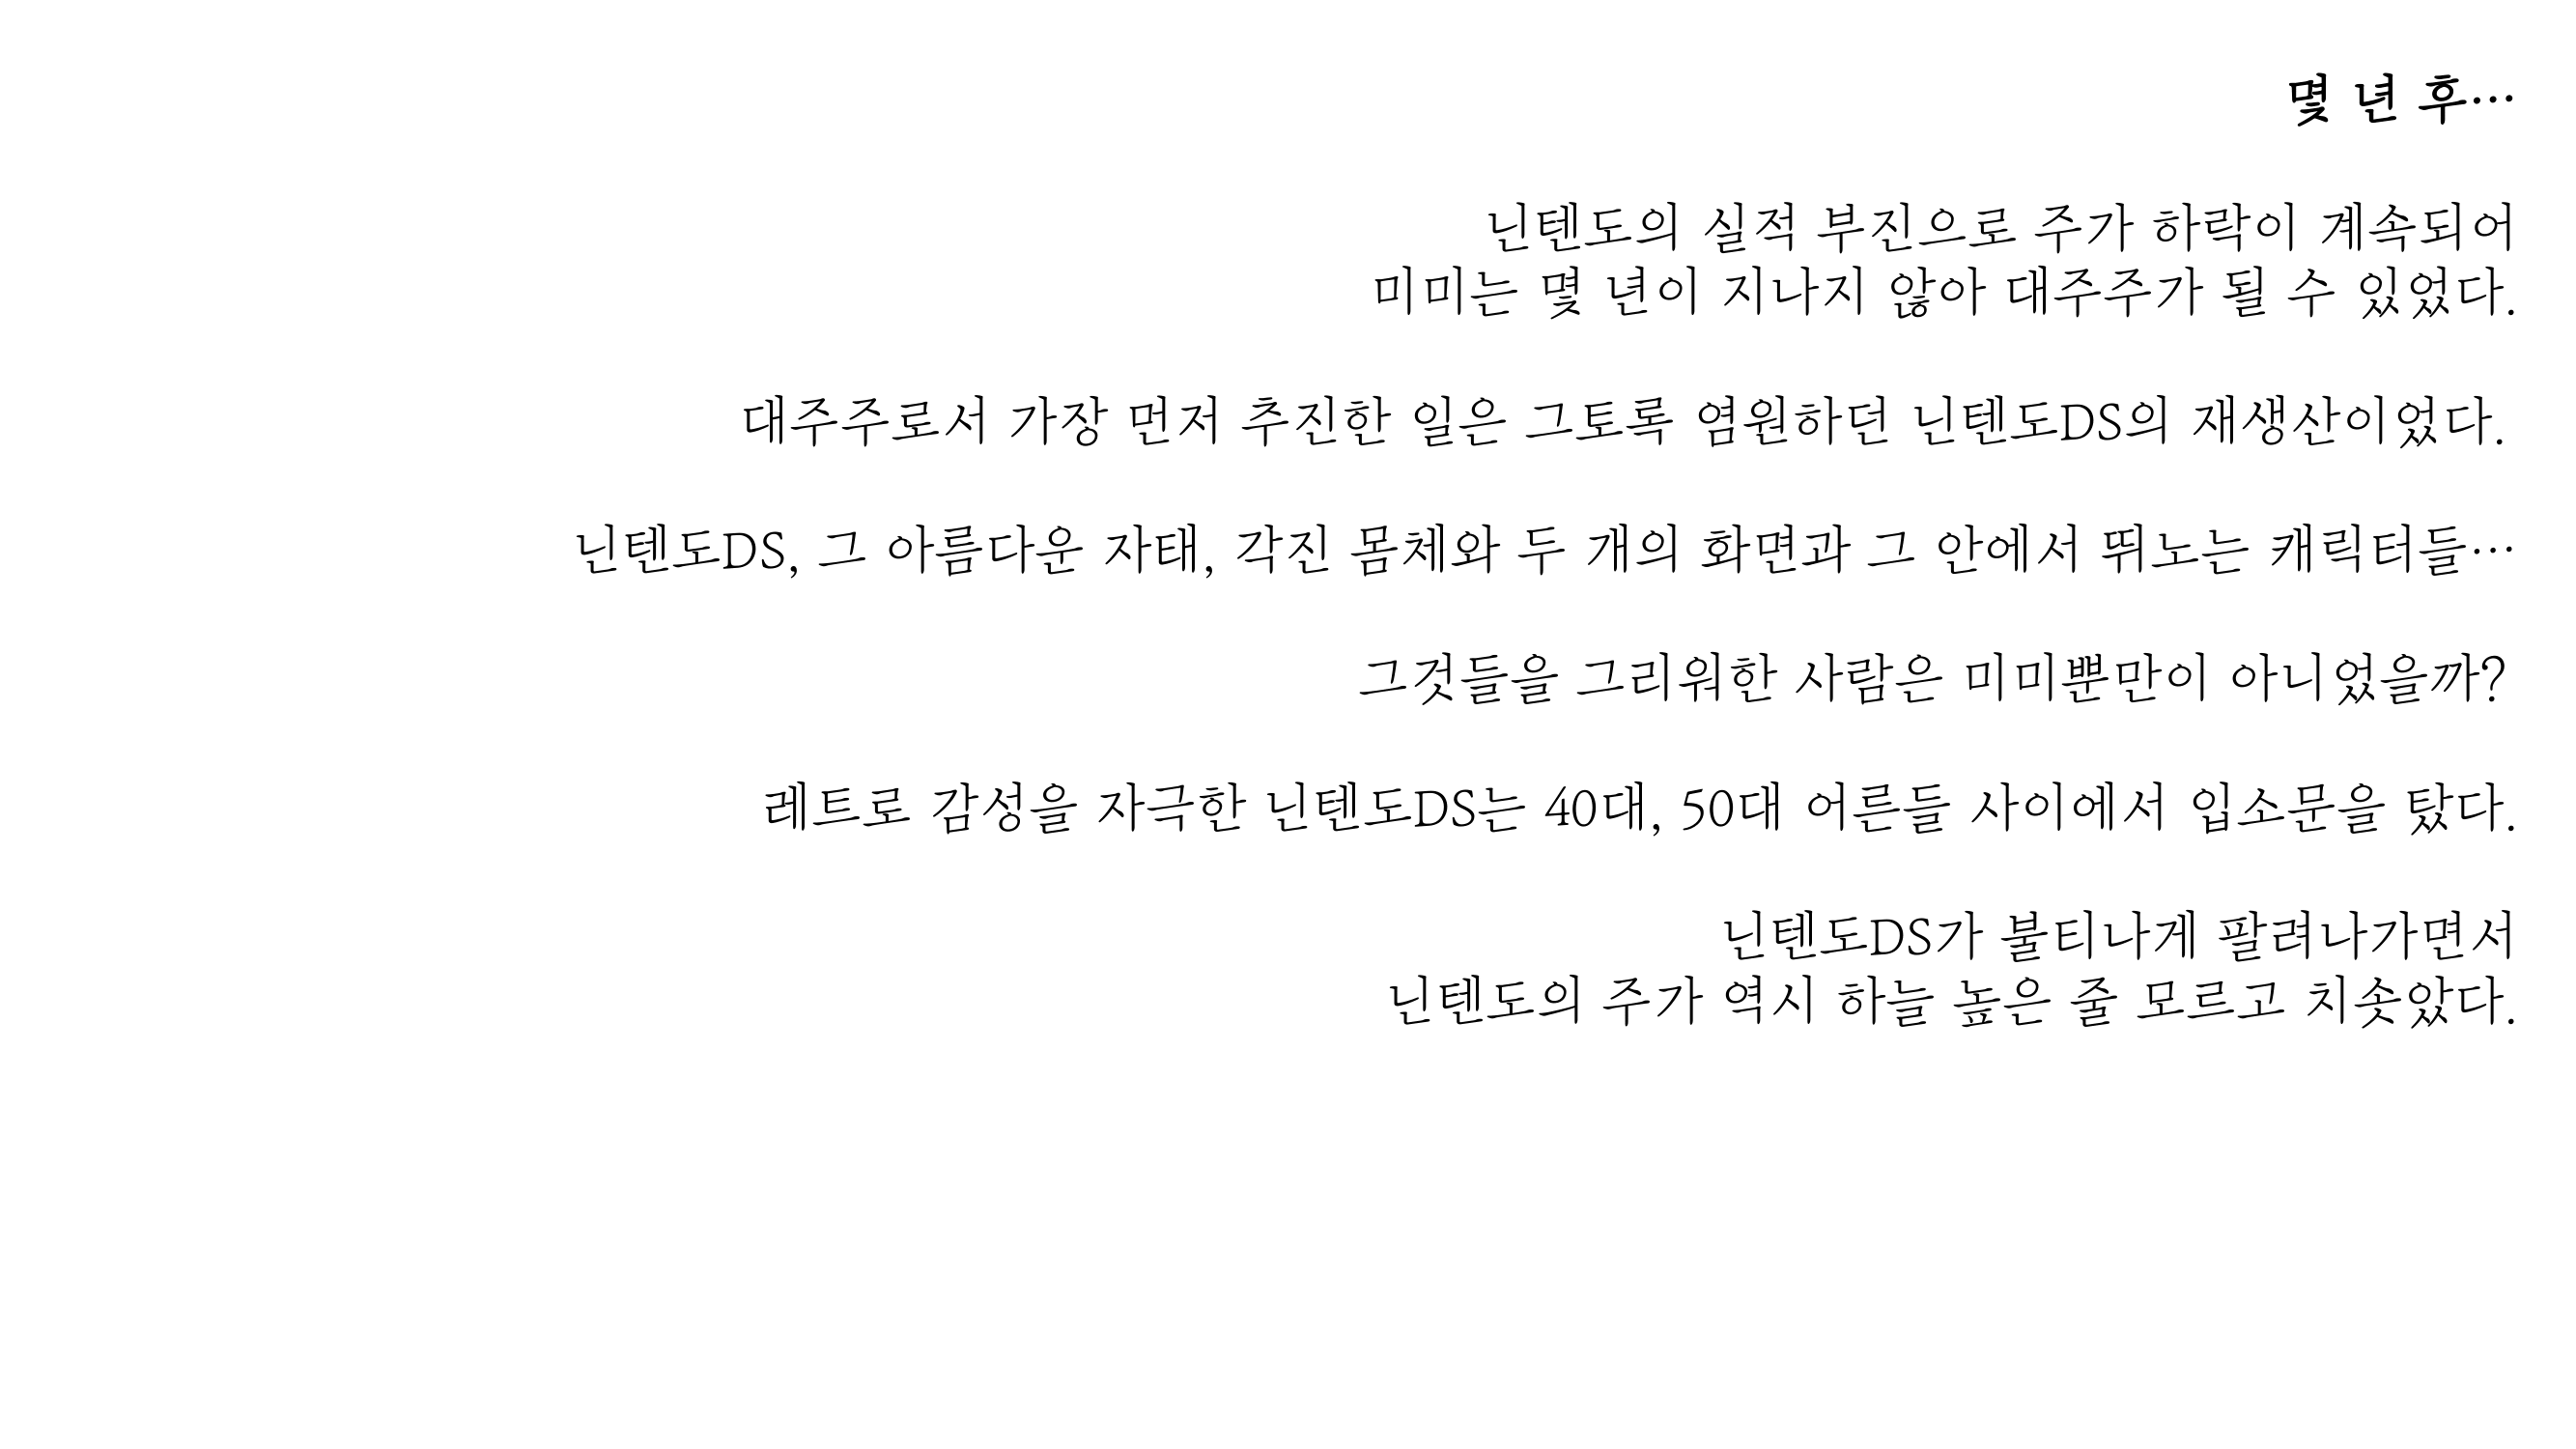 몇 년 후…
닌텐도의 실적 부진으로 주가 하락이 계속되어
미미는 몇 년이 지나지 않아 대주주가 될 수 있었다.
대주주로서 가장 먼저 추진한 일은 그토록 염원하던 닌텐도DS의 재생산이었다.
닌텐도DS, 그 아름다운 자태, 각진 몸체와 두 개의 화면과 그 안에서 뛰노는 캐릭터들…
그것들을 그리워한 사람은 미미뿐만이 아니었을까?
레트로 감성을 자극한 닌텐도DS는 40대, 50대 어른들 사이에서 입소문을 탔다.
닌텐도DS가 불티나게 팔려나가면서
닌텐도의 주가 역시 하늘 높은 줄 모르고 치솟았다.